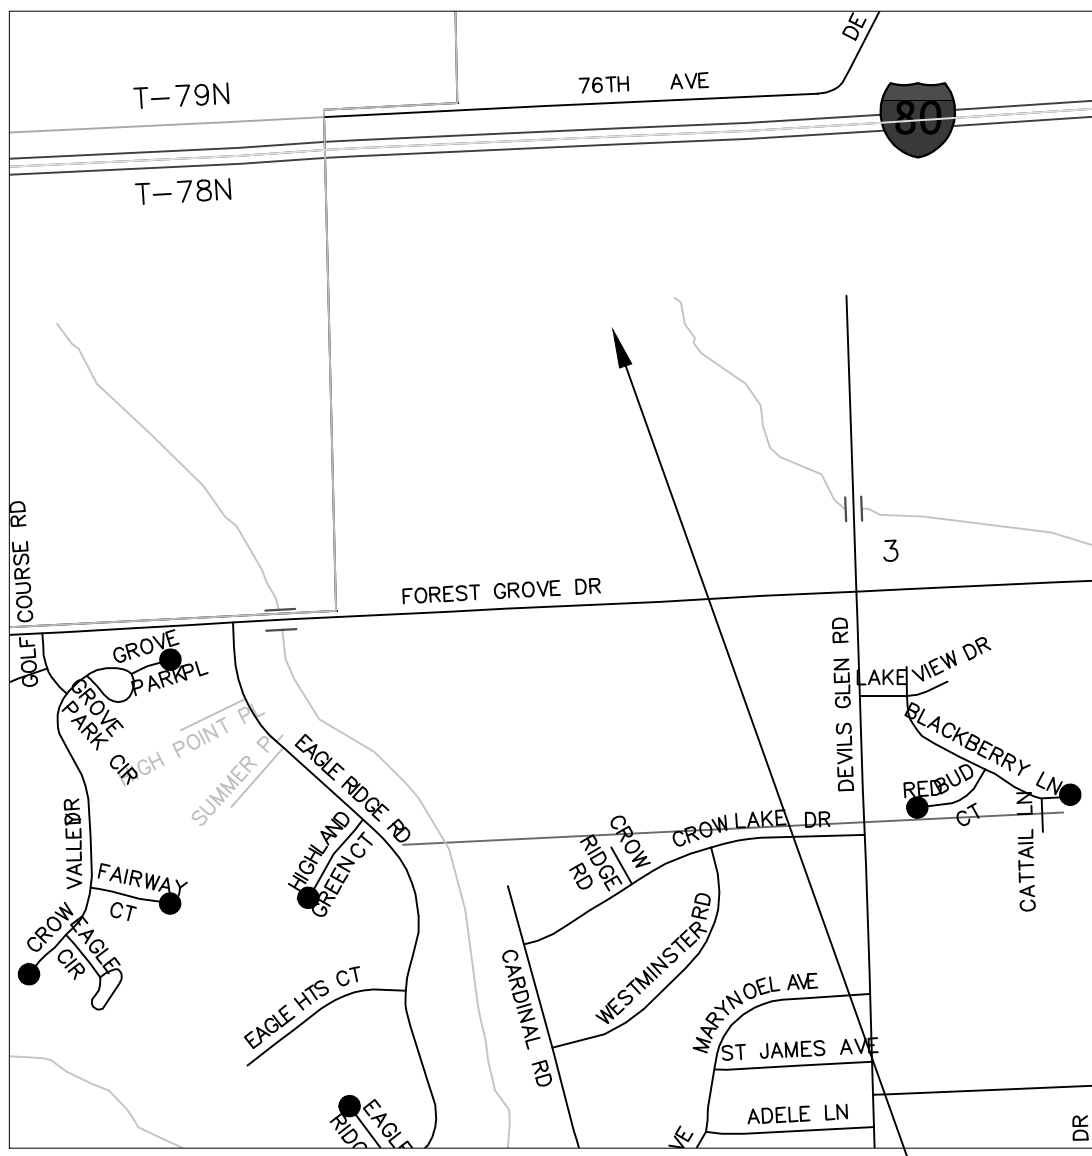 DE
76TH AVE
T-79N
80
T-78N
GOLF COURSE RD
3
FOREST GROVE DR
GROVE
PARK PL
GROVE
PARK CIR
HIGH POINT PL
SUMMER PL
EAGLE RIDGE RD
DEVILS GLEN RD
LAKE VIEW DR
BLACKBERRY LN
RED BUD
CT
CATTAIL LN
CROW VALLEY DR
HIGHLAND
GREEN CT
CROW LAKE DR
CROW
RIDGE
RD
FAIRWAY
CT
EAGLE
CIR
WESTMINSTER RD
CARDINAL RD
EAGLE HTS CT
MARYNOEL AVE
ST JAMES AVE
ADELE LN
EAGLE
RIDG
VE
DR